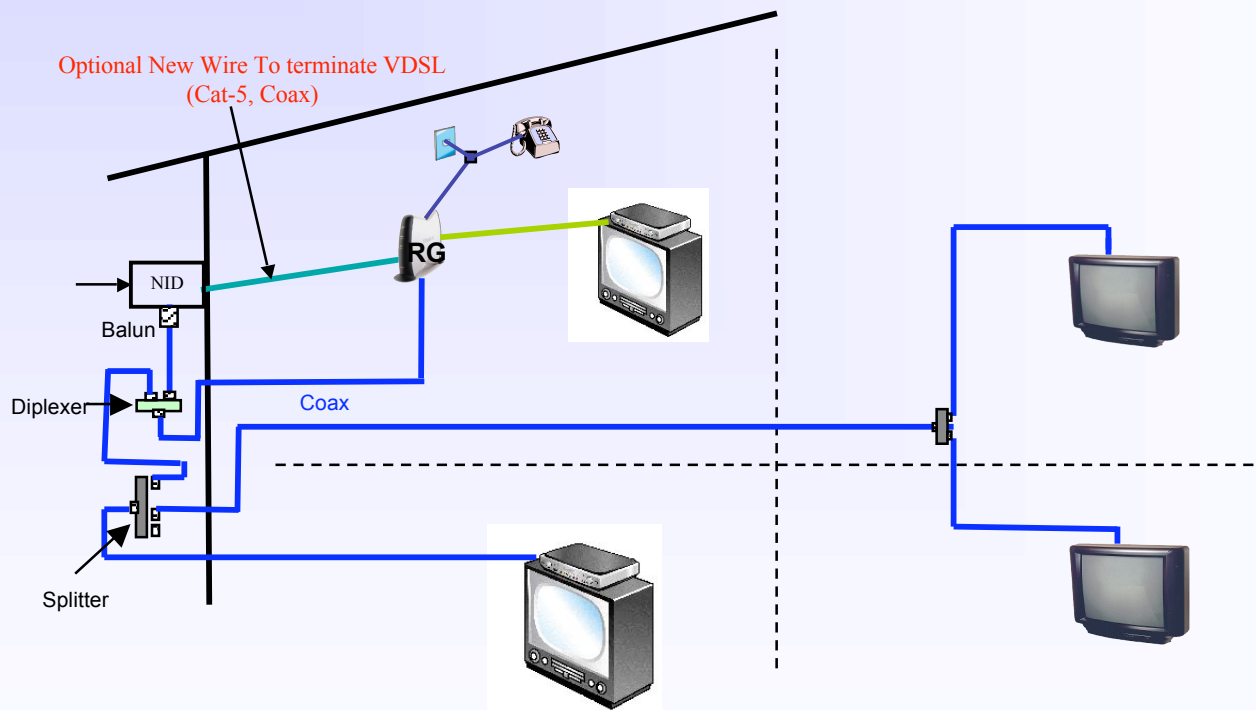 Optional New Wire To terminate VDSL
(Cat-5, Coax)
RG
NID
Balun
Diplexer
Coax
Splitter